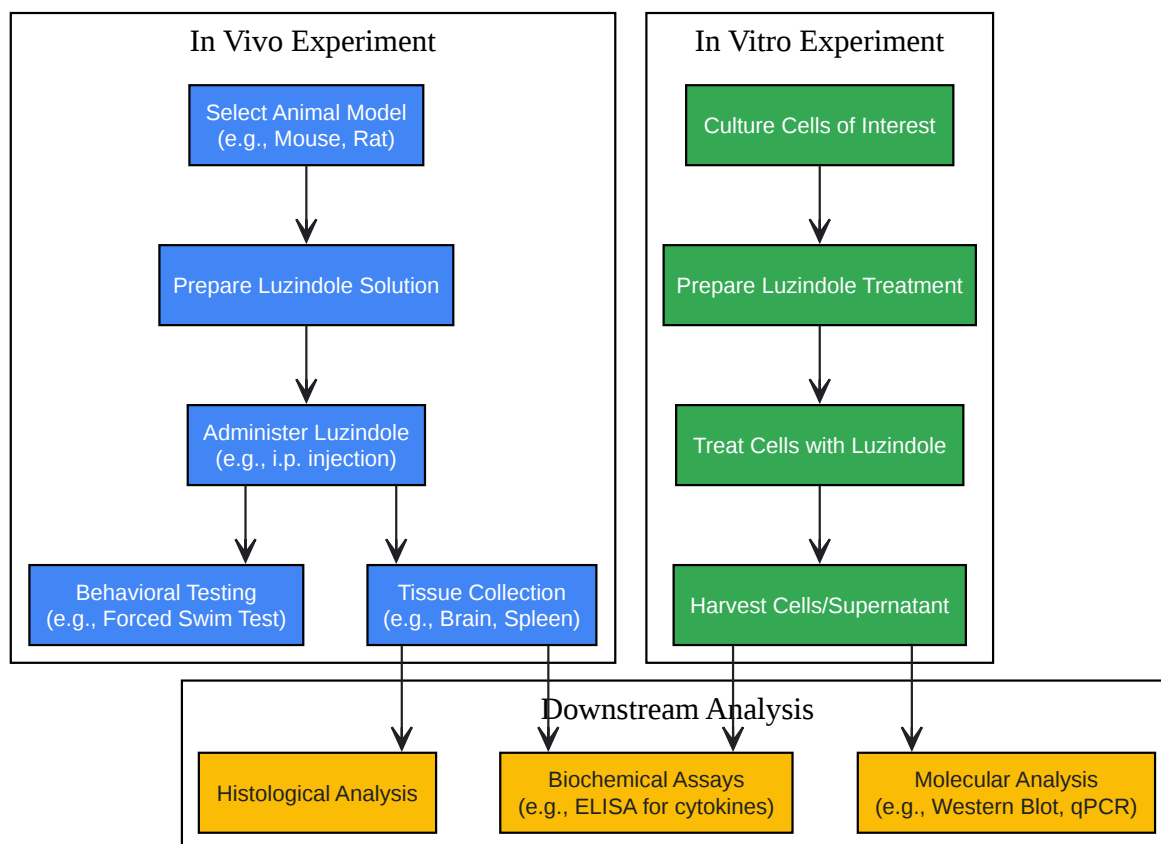 In Vivo Experiment
Select Animal Model
(e.g., Mouse, Rat)
Prepare Luzindole Solution
Administer Luzindole
(e.g., i.p. injection)
Behavioral Testing
(e.g., Forced Swim Test)
Tissue Collection
(e.g., Brain, Spleen)
In Vitro Experiment
Culture Cells of Interest
Prepare Luzindole Treatment
Treat Cells with Luzindole
Harvest Cells/Supernatant
Downstream Analysis
Histological Analysis
Biochemical Assays
(e.g., ELISA for cytokines)
Molecular Analysis
(e.g., Western Blot, qPCR)